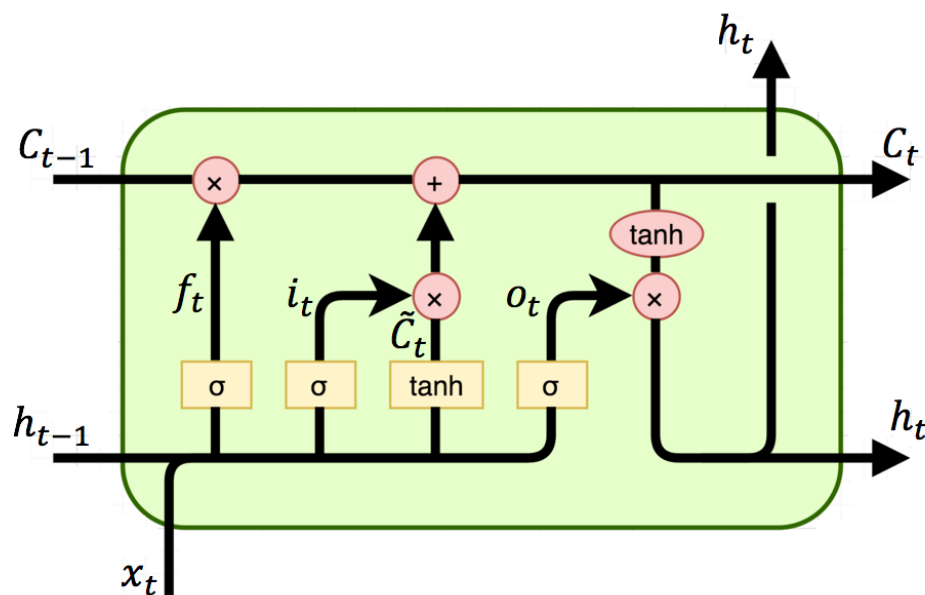 h_t
C_{t-1} C_t
× +
tanh
f_t i_t × o_t ×
C̃_t
σ σ tanh σ
h_{t-1} h_t
x_t